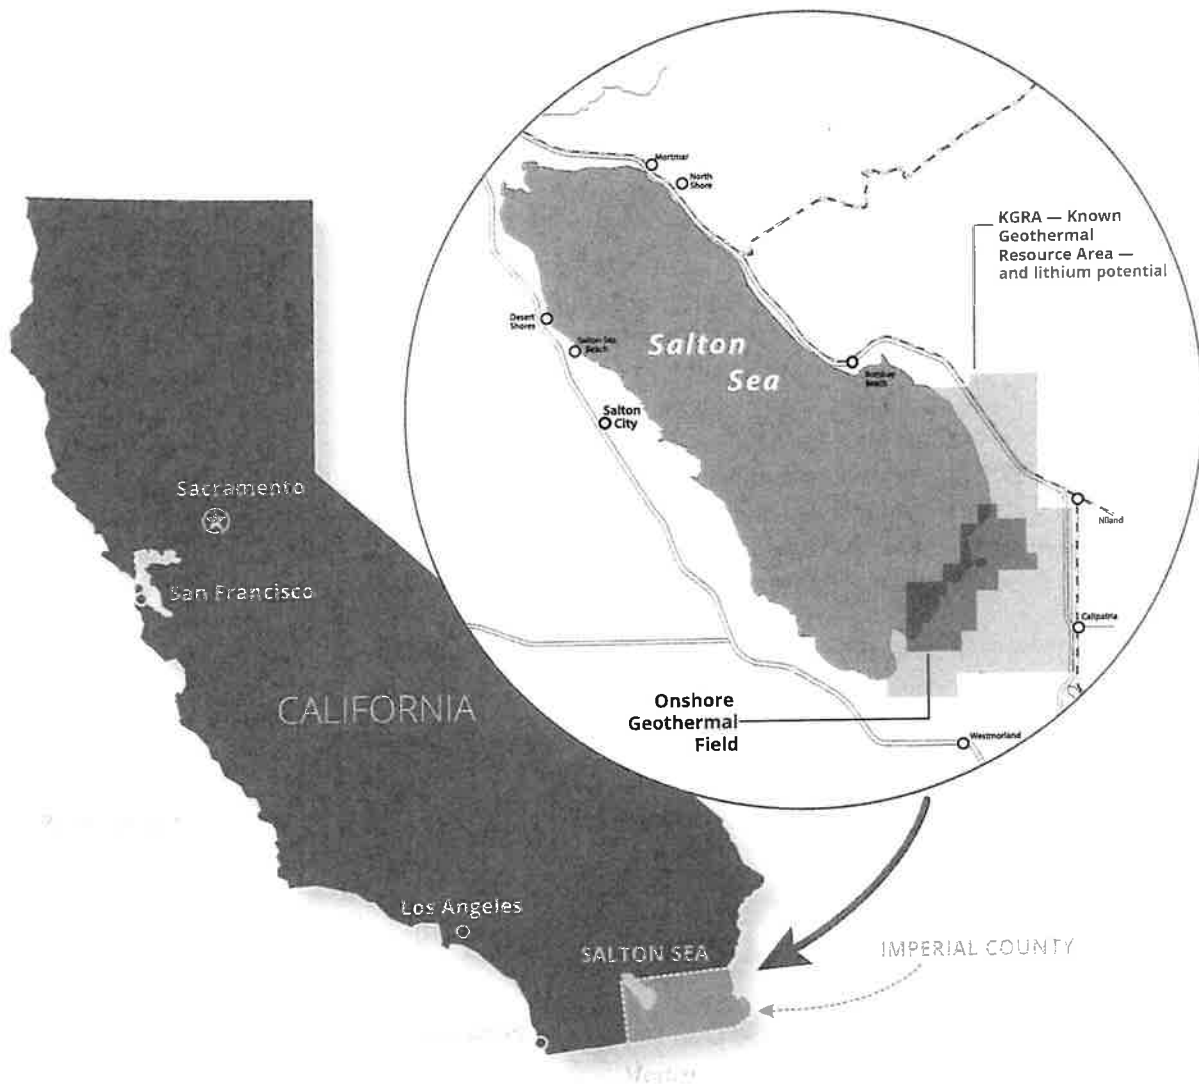 Mortmar
North
Shore
KGRA — Known
Geothermal
Resource Area —
and lithium potential
Desert
Shores
Salton Sea
Beach
Salton
Sea
Bombay
Beach
Salton
City
Sacramento
Niland
San Francisco
Calipatria
CALIFORNIA
Onshore
Geothermal
Field
Westmorland
Los Angeles
SALTON SEA
IMPERIAL COUNTY
Mexico